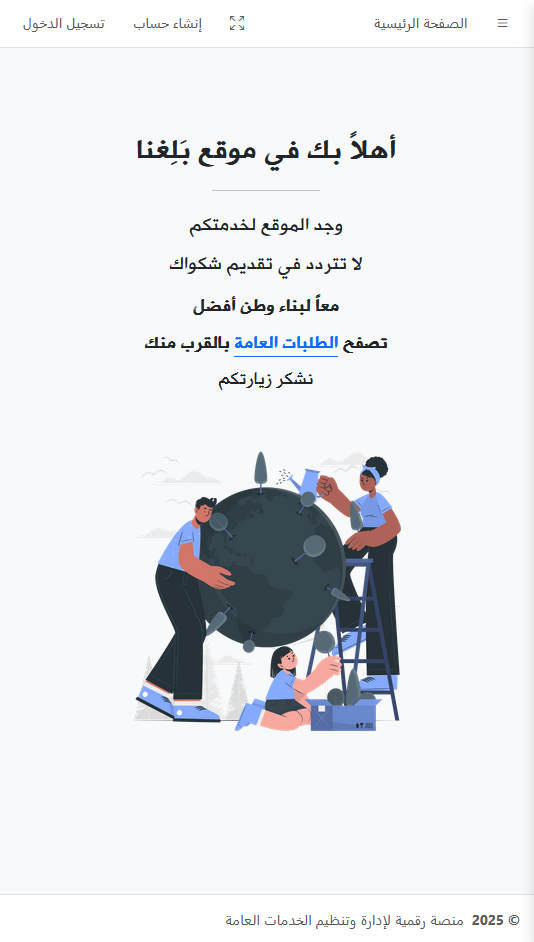 الصفحة الرئيسية
إنشاء حساب
تسجيل الدخول
أهلاً بك في موقع بَلِغنا
وجد الموقع لخدمتكم
لا تتردد في تقديم شكواك
معاً لبناء وطن أفضل
تصفح الطلبات العامة بالقرب منك
نشكر زيارتكم
© 2025 منصة رقمية لإدارة وتنظيم الخدمات العامة